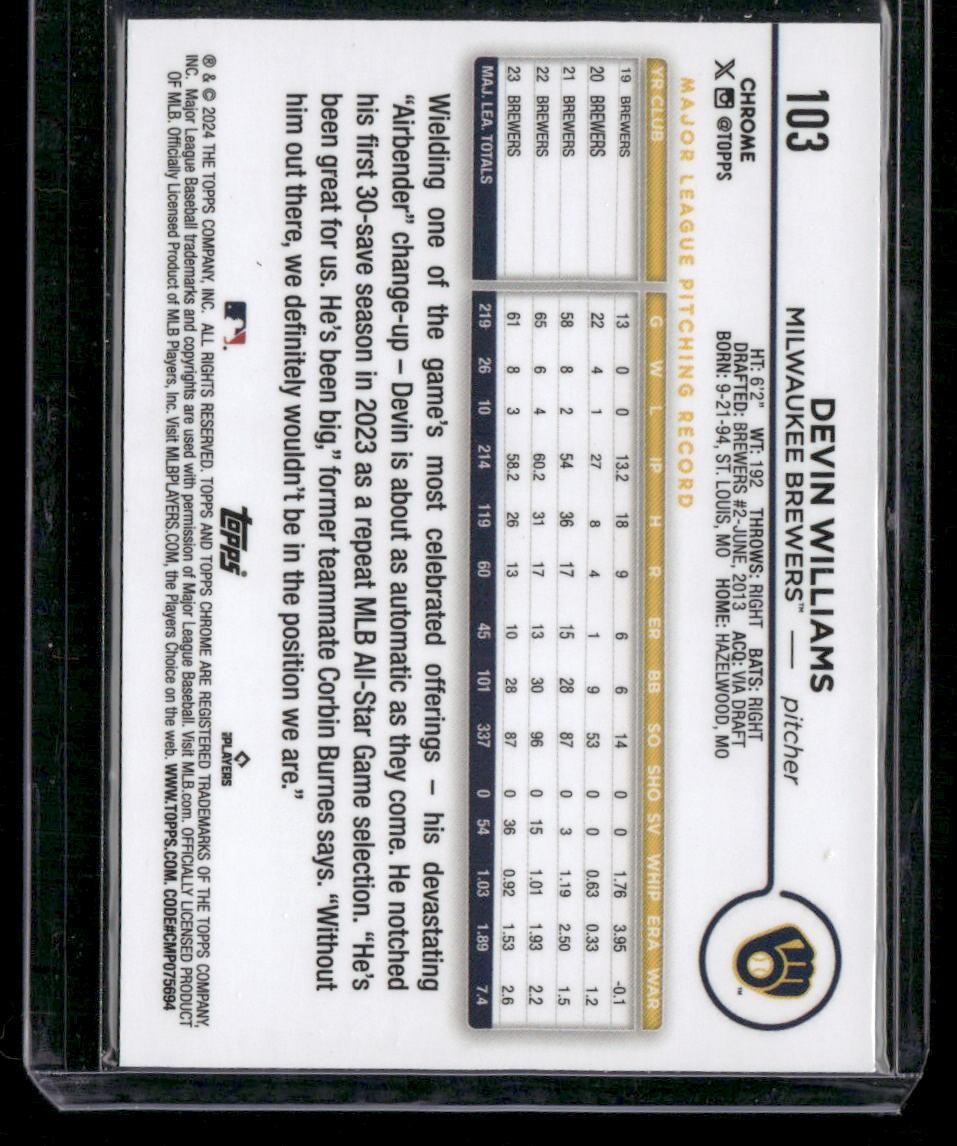 103
DEVIN WILLIAMS
MILWAUKEE BREWERS™ — pitcher
CHROME
X @TOPPS
HT: 6'2" WT: 192 THROWS: RIGHT BATS: RIGHT
DRAFTED: BREWERS #2-JUNE, 2013 ACQ: VIA DRAFT
BORN: 9-21-94, ST. LOUIS, MO HOME: HAZELWOOD, MO
MAJOR LEAGUE PITCHING RECORD
YR CLUB G W L IP H R ER BB SO SHO SV WHIP ERA WAR
19 BREWERS 13 0 0 13.2 18 9 6 6 14 0 0 1.76 3.95 -0.1
20 BREWERS 22 4 1 27 8 4 1 9 53 0 0 0.63 0.33 1.2
21 BREWERS 58 8 2 54 36 17 15 28 87 0 3 1.19 2.50 1.5
22 BREWERS 65 6 4 60.2 31 17 13 30 96 0 15 1.01 1.93 2.2
23 BREWERS 61 8 3 58.2 26 13 10 28 87 0 36 0.92 1.53 2.6
MAJ. LEA. TOTALS 219 26 10 214 119 60 45 101 337 0 54 1.03 1.89 7.4
Wielding one of the game's most celebrated offerings – his devastating
"Airbender" change-up – Devin is about as automatic as they come. He notched
his first 30-save season in 2023 as a repeat MLB All-Star Game selection. "He's
been great for us. He's been big," former teammate Corbin Burnes says. "Without
him out there, we definitely wouldn't be in the position we are."
topps
PLAYERS
® & © 2024 THE TOPPS COMPANY, INC. ALL RIGHTS RESERVED. TOPPS AND TOPPS CHROME ARE REGISTERED TRADEMARKS OF THE TOPPS COMPANY,
INC. Major League Baseball trademarks and copyrights are used with permission of Major League Baseball. Visit MLB.com. OFFICIALLY LICENSED PRODUCT
OF MLB. Officially Licensed Product of MLB Players, Inc. Visit MLBPLAYERS.COM, the Players Choice on the web. WWW.TOPPS.COM. CODE#CMP075694